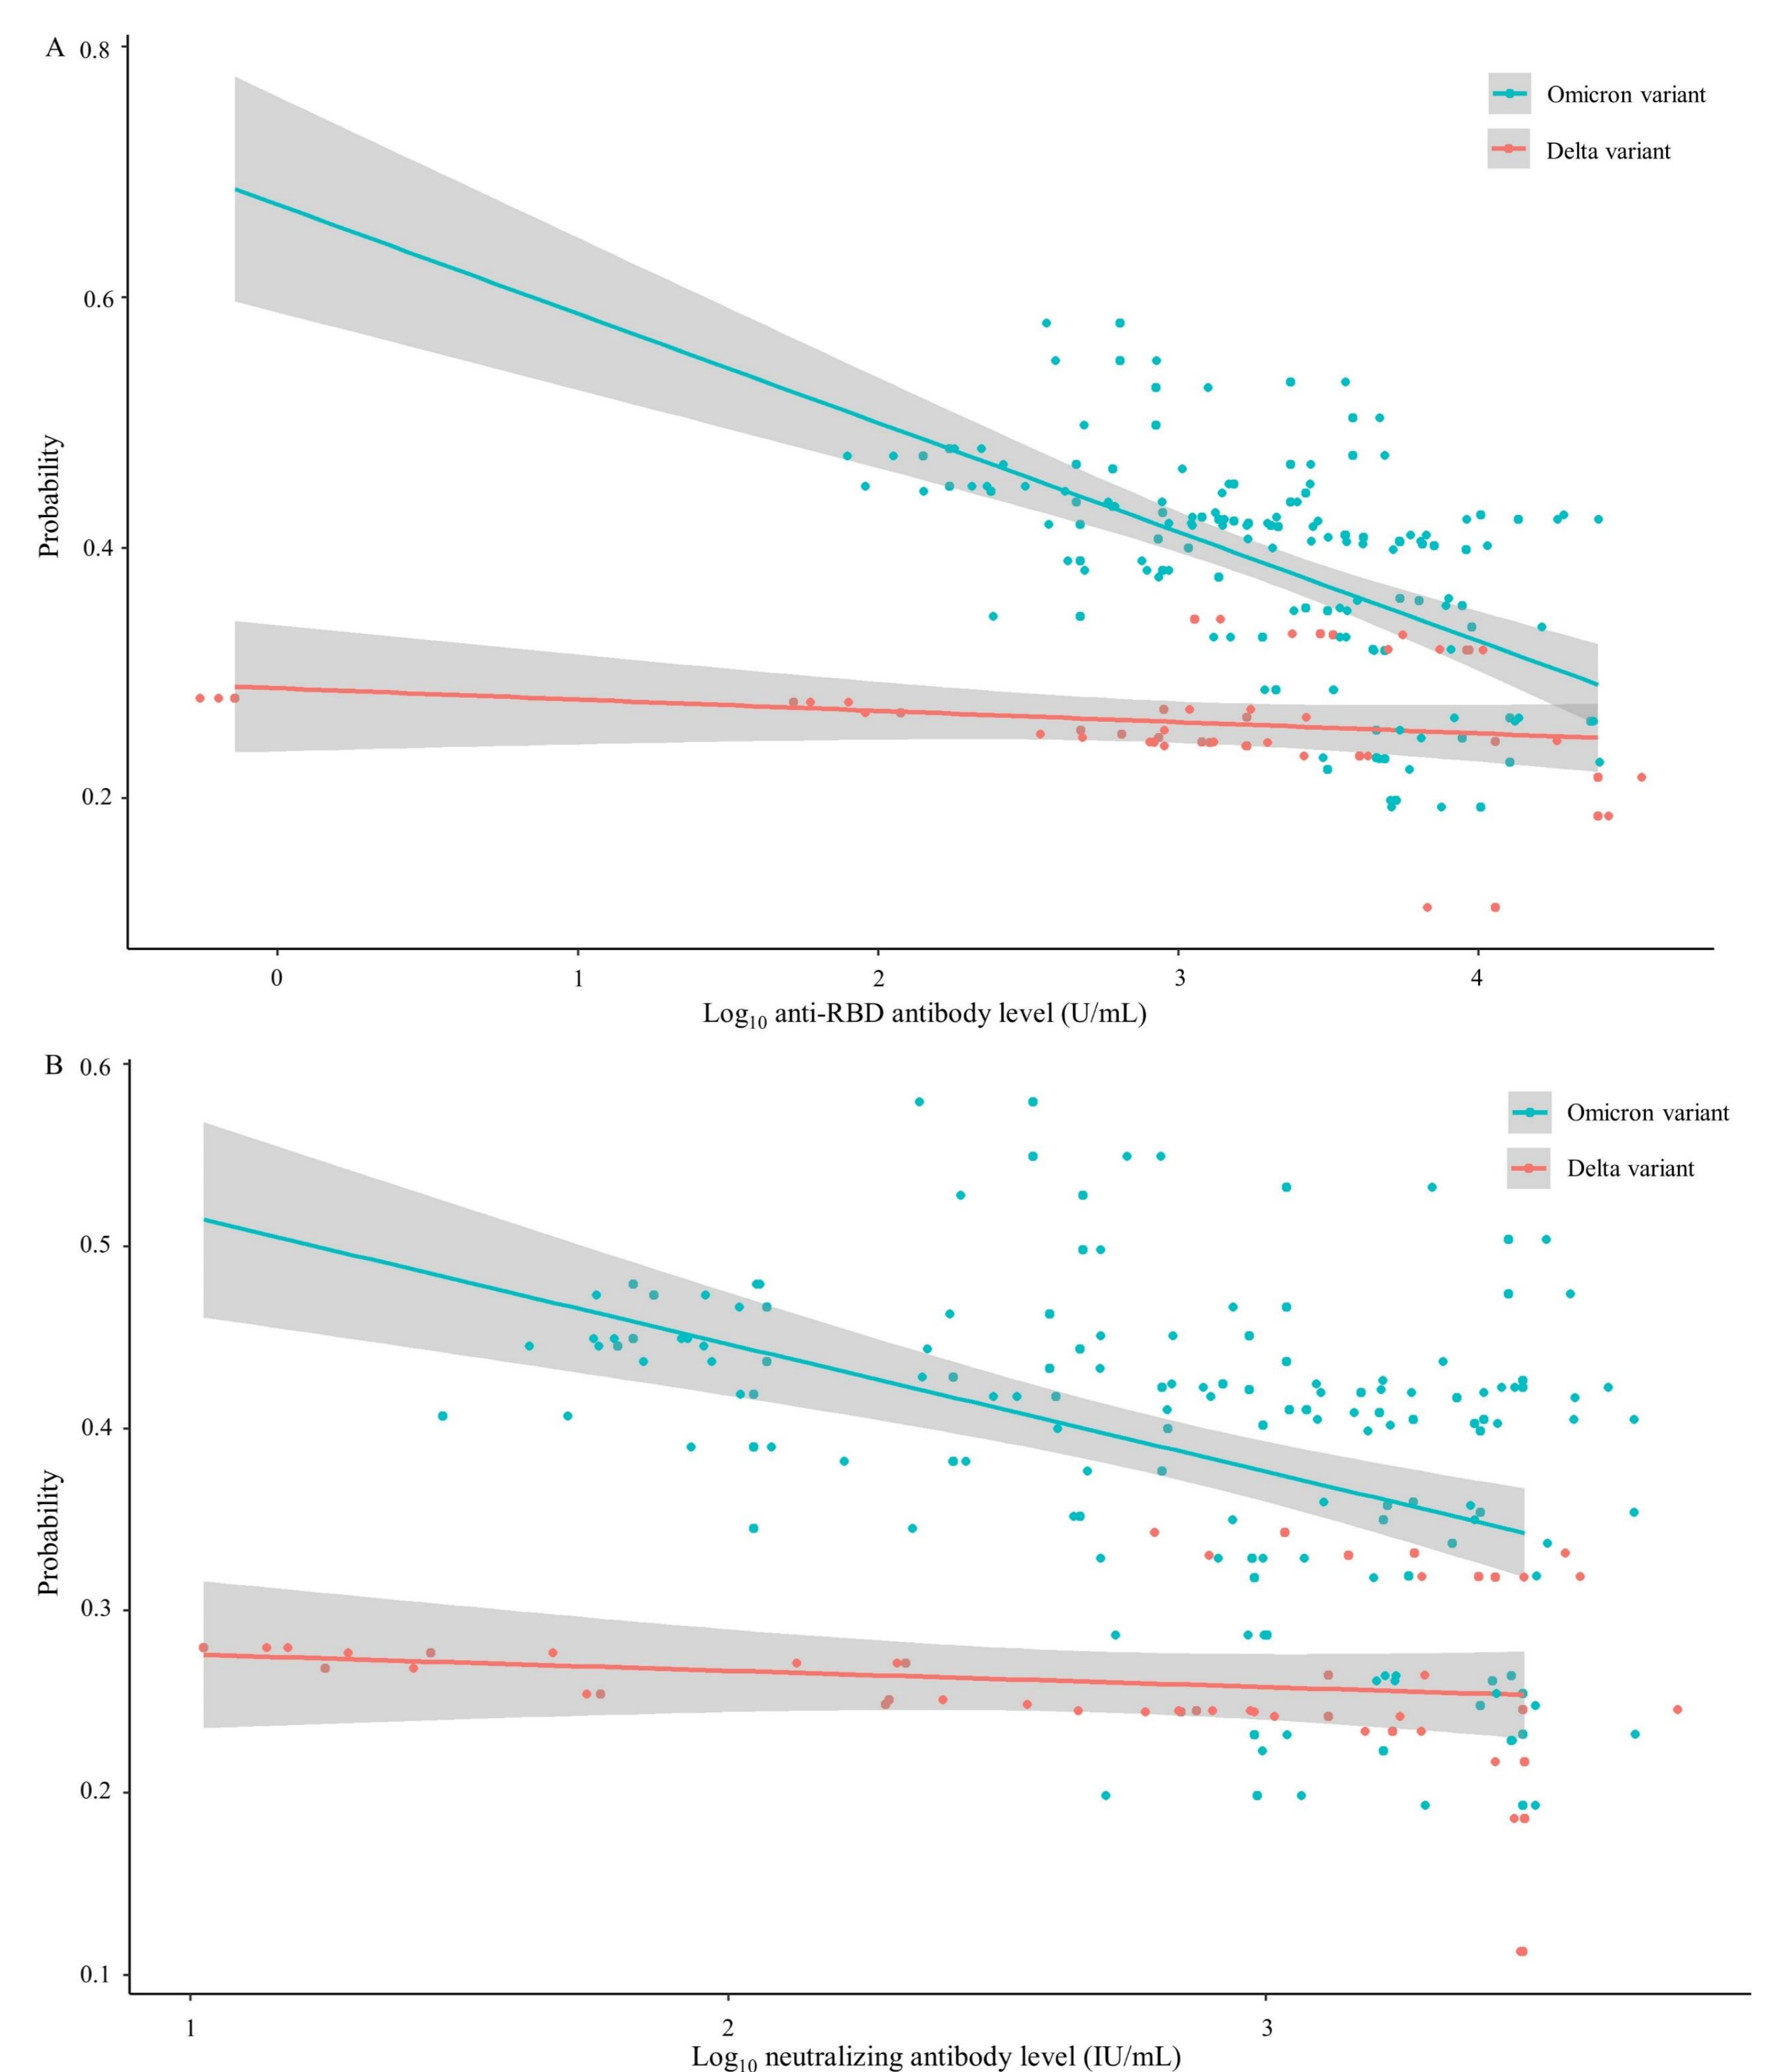 A
0.8
0.6
0.4
0.2
Probability
Omicron variant
Delta variant
0 1 2 3 4
Log₁₀ anti-RBD antibody level (U/mL)
B
0.6
0.5
0.4
0.3
0.2
0.1
Probability
Omicron variant
Delta variant
1 2 3
Log₁₀ neutralizing antibody level (IU/mL)